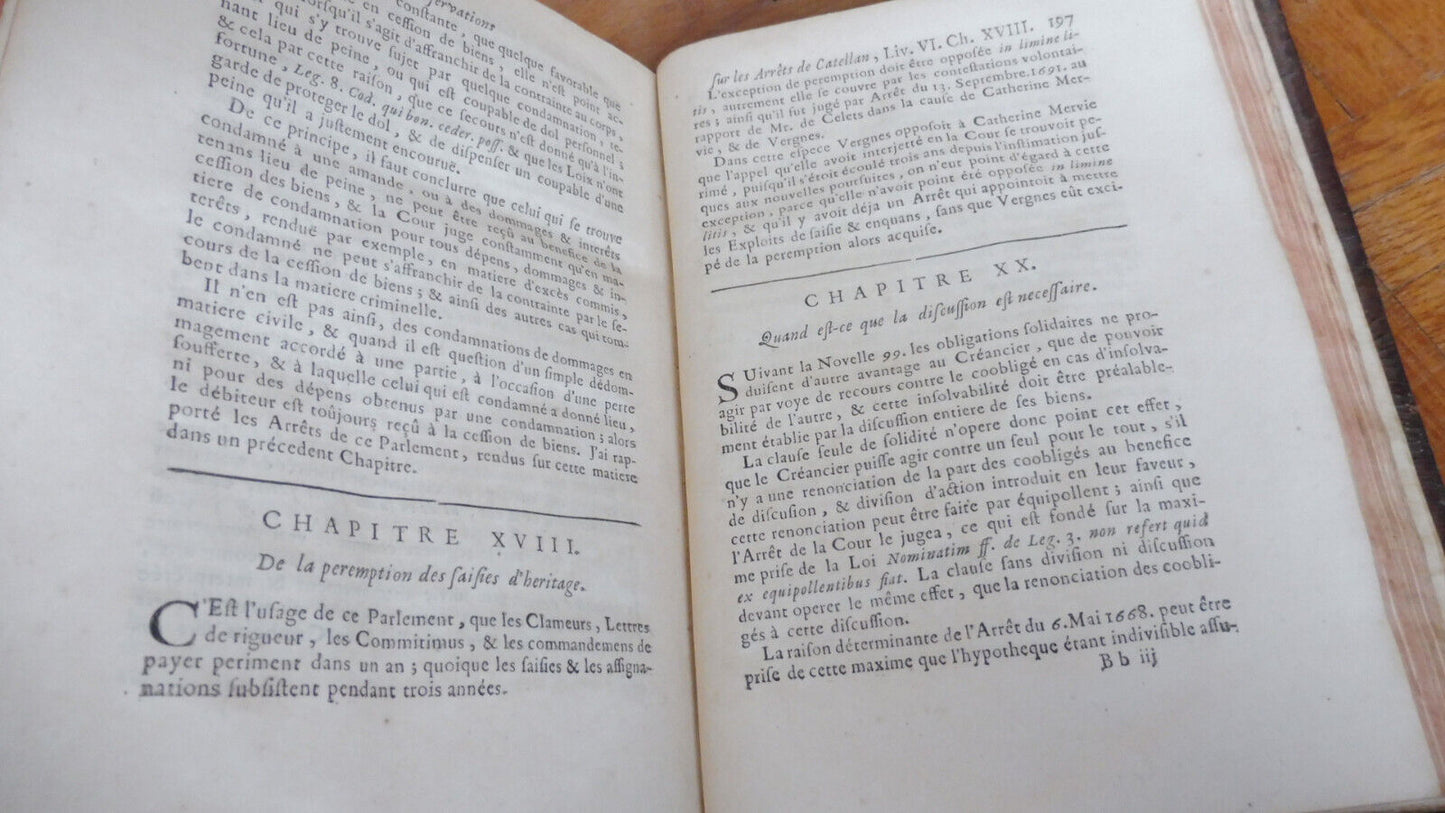 servations
constante, que quelque favorable que
en cession de biens, elle n'est point ac-
lorsqu'il s'agit d'affranchir de la contrainte au corps,
qui s'y trouve sujet par quelque condamnation, te-
nant lieu de peine, ou qui est coupable de dol personnel;
& cela par cette raison, que ce secours n'est donné qu'à l'in-
fortune, Leg. 8. Cod. qui bon. ceder. poss. & que les Loix n'ont
garde de proteger le dol, & de dispenser un coupable d'une
peine qu'il a justement encouruë.
De ce principe, il faut conclurre que celui qui se trouve
condamné à une amande, ou à des dommages & interêts
tenans lieu de peine, ne peut être reçû au benefice de la
cession des biens, & la Cour juge constamment qu'en ma-
tiere de condamnation pour tous dépens, dommages & in-
terêts, renduë par exemple, en matiere d'excés commis,
le condamné ne peut s'affranchir de la contrainte par le se-
cours de la cession de biens; & ainsi des autres cas qui tom-
bent dans la matiere criminelle.
Il n'en est pas ainsi, des condamnations de dommages en
matiere civile, & quand il est question d'un simple dédom-
magement accordé à une partie, à l'occasion d'une perte
soufferte, & à laquelle celui qui est condamné a donné lieu,
ni pour des dépens obtenus par une condamnation; alors
le débiteur est toûjours reçû à la cession de biens. J'ai rap-
porté les Arrêts de ce Parlement, rendus sur cette matiere
dans un précedent Chapitre.
CHAPITRE XVIII.
De la peremption des saisies d'heritage.
C'Est l'usage de ce Parlement, que les Clameurs, Lettres
de rigueur, les Commitimus, & les commandemens de
payer periment dans un an; quoique les saisies & les assigna-
nations subsistent pendant trois années.
sur les Arrêts de Catellan, Liv. VI. Ch. XVIII. 197
L'exception de peremption doit être opposée in limine li-
tis, autrement elle se couvre par les contestations volontai-
res; ainsi qu'il fut jugé par Arrêt du 13. Septembre 1691. au
rapport de Mr. de Celets dans la cause de Catherine Mer-
vie, & de Vergnes.
Dans cette espece Vergnes opposoit à Catherine Mervie
que l'appel qu'elle avoit interjetté en la Cour se trouvoit pe-
rimé, puisqu'il s'étoit écoulé trois ans depuis l'instimation jus-
ques aux nouvelles poursuites, on n'eut point d'égard à cette
exception, parce qu'elle n'avoit point été opposée in limine
litis, & qu'il y avoit déja un Arrêt qui appointoit à mettre
les Exploits de saisie & enquans, sans que Vergnes eût exci-
pé de la peremption alors acquise.
CHAPITRE XX.
Quand est-ce que la discussion est necessaire.
SUivant la Novelle 99. les obligations solidaires ne pro-
duisent d'autre avantage au Créancier, que de pouvoir
agir par voye de recours contre le coobligé en cas d'insolva-
bilité de l'autre, & cette insolvabilité doit être préalable-
ment établie par la discussion entiere de ses biens.
La clause seule de solidité n'opere donc point cet effet,
que le Créancier puisse agir contre un seul pour le tout, s'il
n'y a une renonciation de la part des coobligés au benefice
de discusion, & division d'action introduit en leur faveur,
cette renonciation peut être faite par équipollent; ainsi que
l'Arrêt de la Cour le jugea, ce qui est fondé sur la maxi-
me prise de la Loi Nominatim ff. de Leg. 3. non refert quid
ex equipollentibus fiat. La clause sans division ni discussion
devant operer le même effet, que la renonciation des coobli-
gés à cette discussion.
La raison déterminante de l'Arrêt du 6. Mai 1668. peut être
prise de cette maxime que l'hypotheque étant indivisible assu-
B b iij